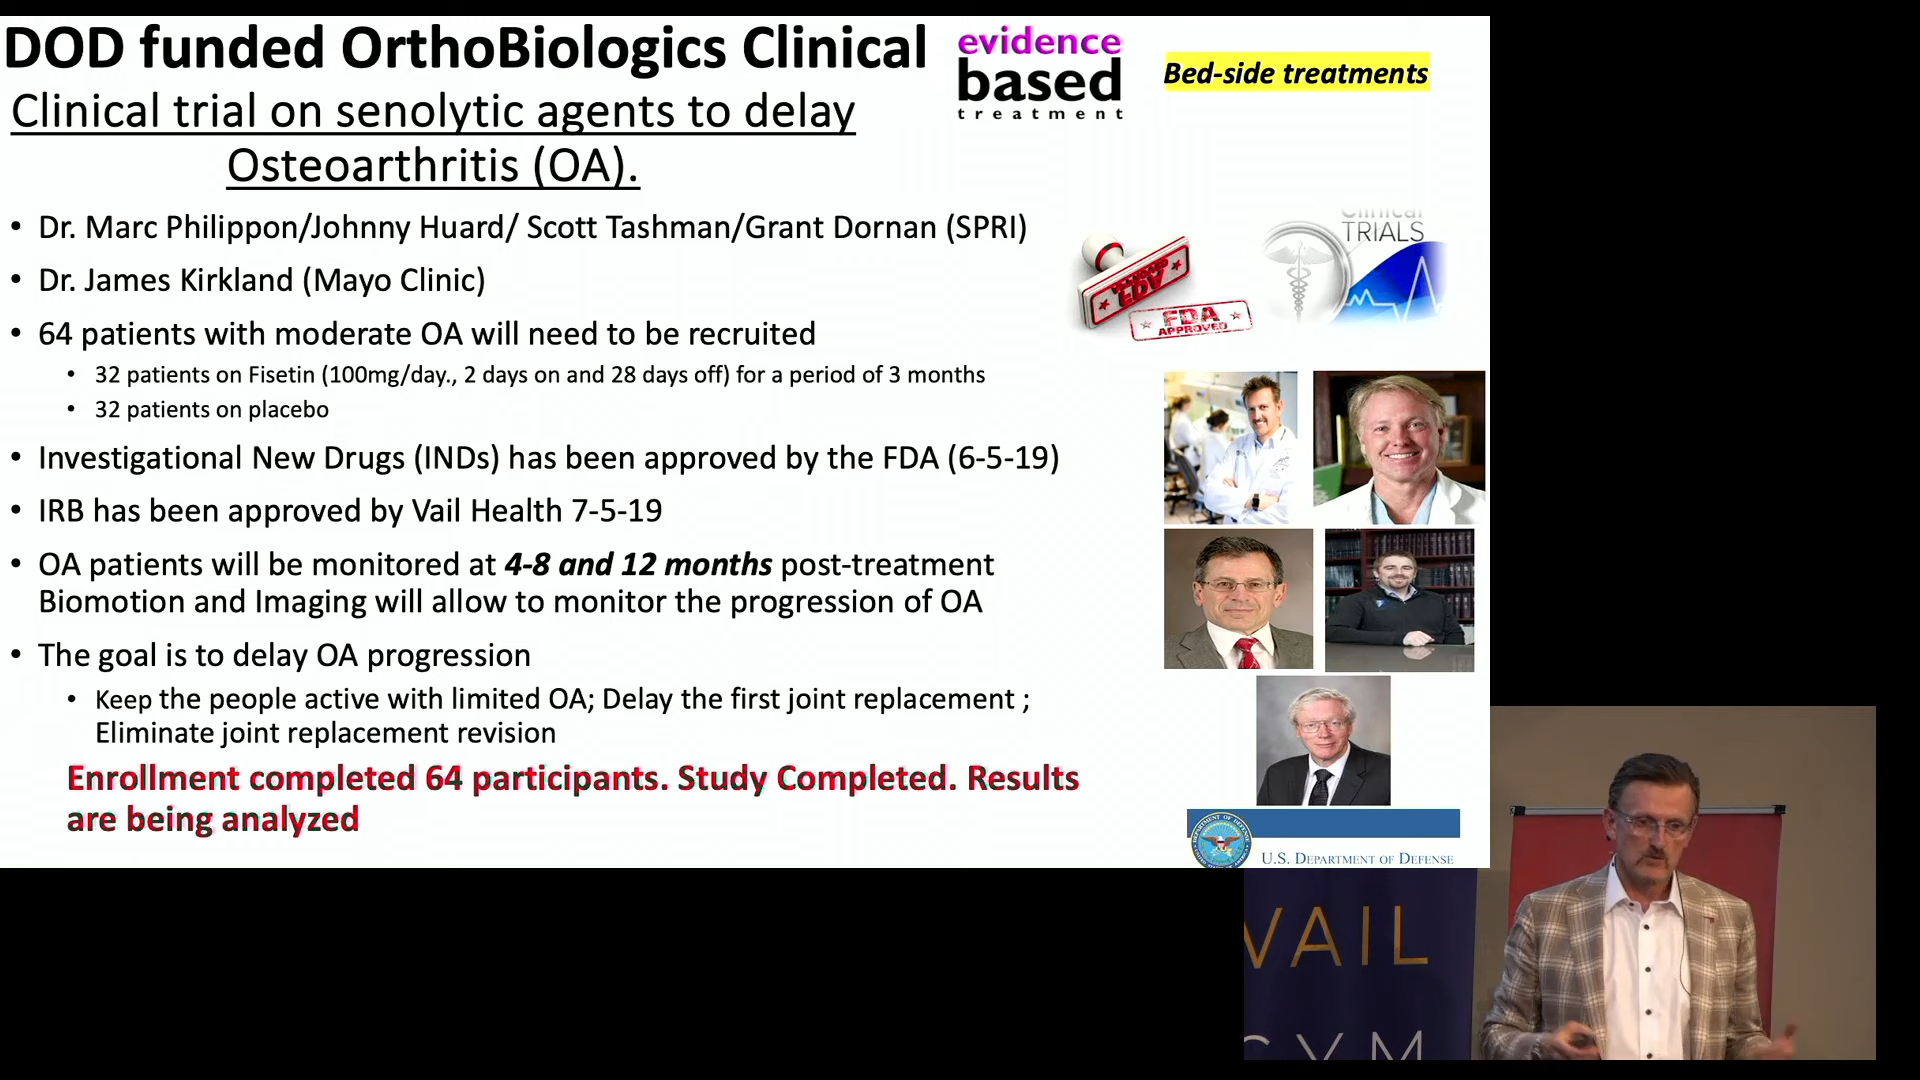 DOD funded OrthoBiologics Clinical
Clinical trial on senolytic agents to delay
Osteoarthritis (OA).
evidence
based
treatment
Bed-side treatments
• Dr. Marc Philippon/Johnny Huard/ Scott Tashman/Grant Dornan (SPRI)
• Dr. James Kirkland (Mayo Clinic)
• 64 patients with moderate OA will need to be recruited
• 32 patients on Fisetin (100mg/day., 2 days on and 28 days off) for a period of 3 months
• 32 patients on placebo
• Investigational New Drugs (INDs) has been approved by the FDA (6-5-19)
• IRB has been approved by Vail Health 7-5-19
• OA patients will be monitored at 4-8 and 12 months post-treatment
Biomotion and Imaging will allow to monitor the progression of OA
• The goal is to delay OA progression
• Keep the people active with limited OA; Delay the first joint replacement ;
Eliminate joint replacement revision
Enrollment completed 64 participants. Study Completed. Results
are being analyzed
Clinical
TRIALS
FDA
APPROVED
U.S. DEPARTMENT OF DEFENSE
VAIL